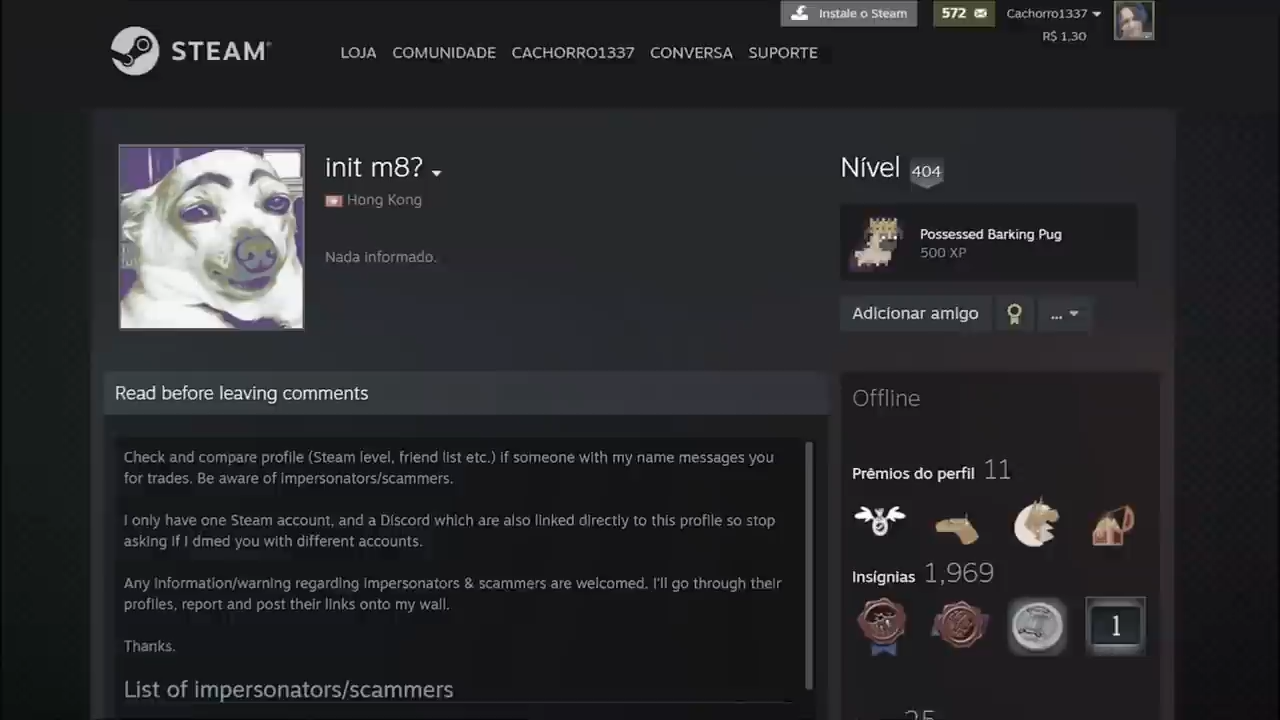 Instale o Steam
572
Cachorro1337
R$ 1,30
STEAM
LOJA COMUNIDADE CACHORRO1337 CONVERSA SUPORTE
init m8?
Hong Kong
Nada informado.
Nível 404
Possessed Barking Pug
500 XP
Adicionar amigo
...
Read before leaving comments
Check and compare profile (Steam level, friend list etc.) if someone with my name messages you
for trades. Be aware of impersonators/scammers.
I only have one Steam account, and a Discord which are also linked directly to this profile so stop
asking if I dmed you with different accounts.
Any information/warning regarding impersonators & scammers are welcomed. I'll go through their
profiles, report and post their links onto my wall.
Thanks.
List of impersonators/scammers
Offline
Prêmios do perfil 11
Insígnias 1,969
1